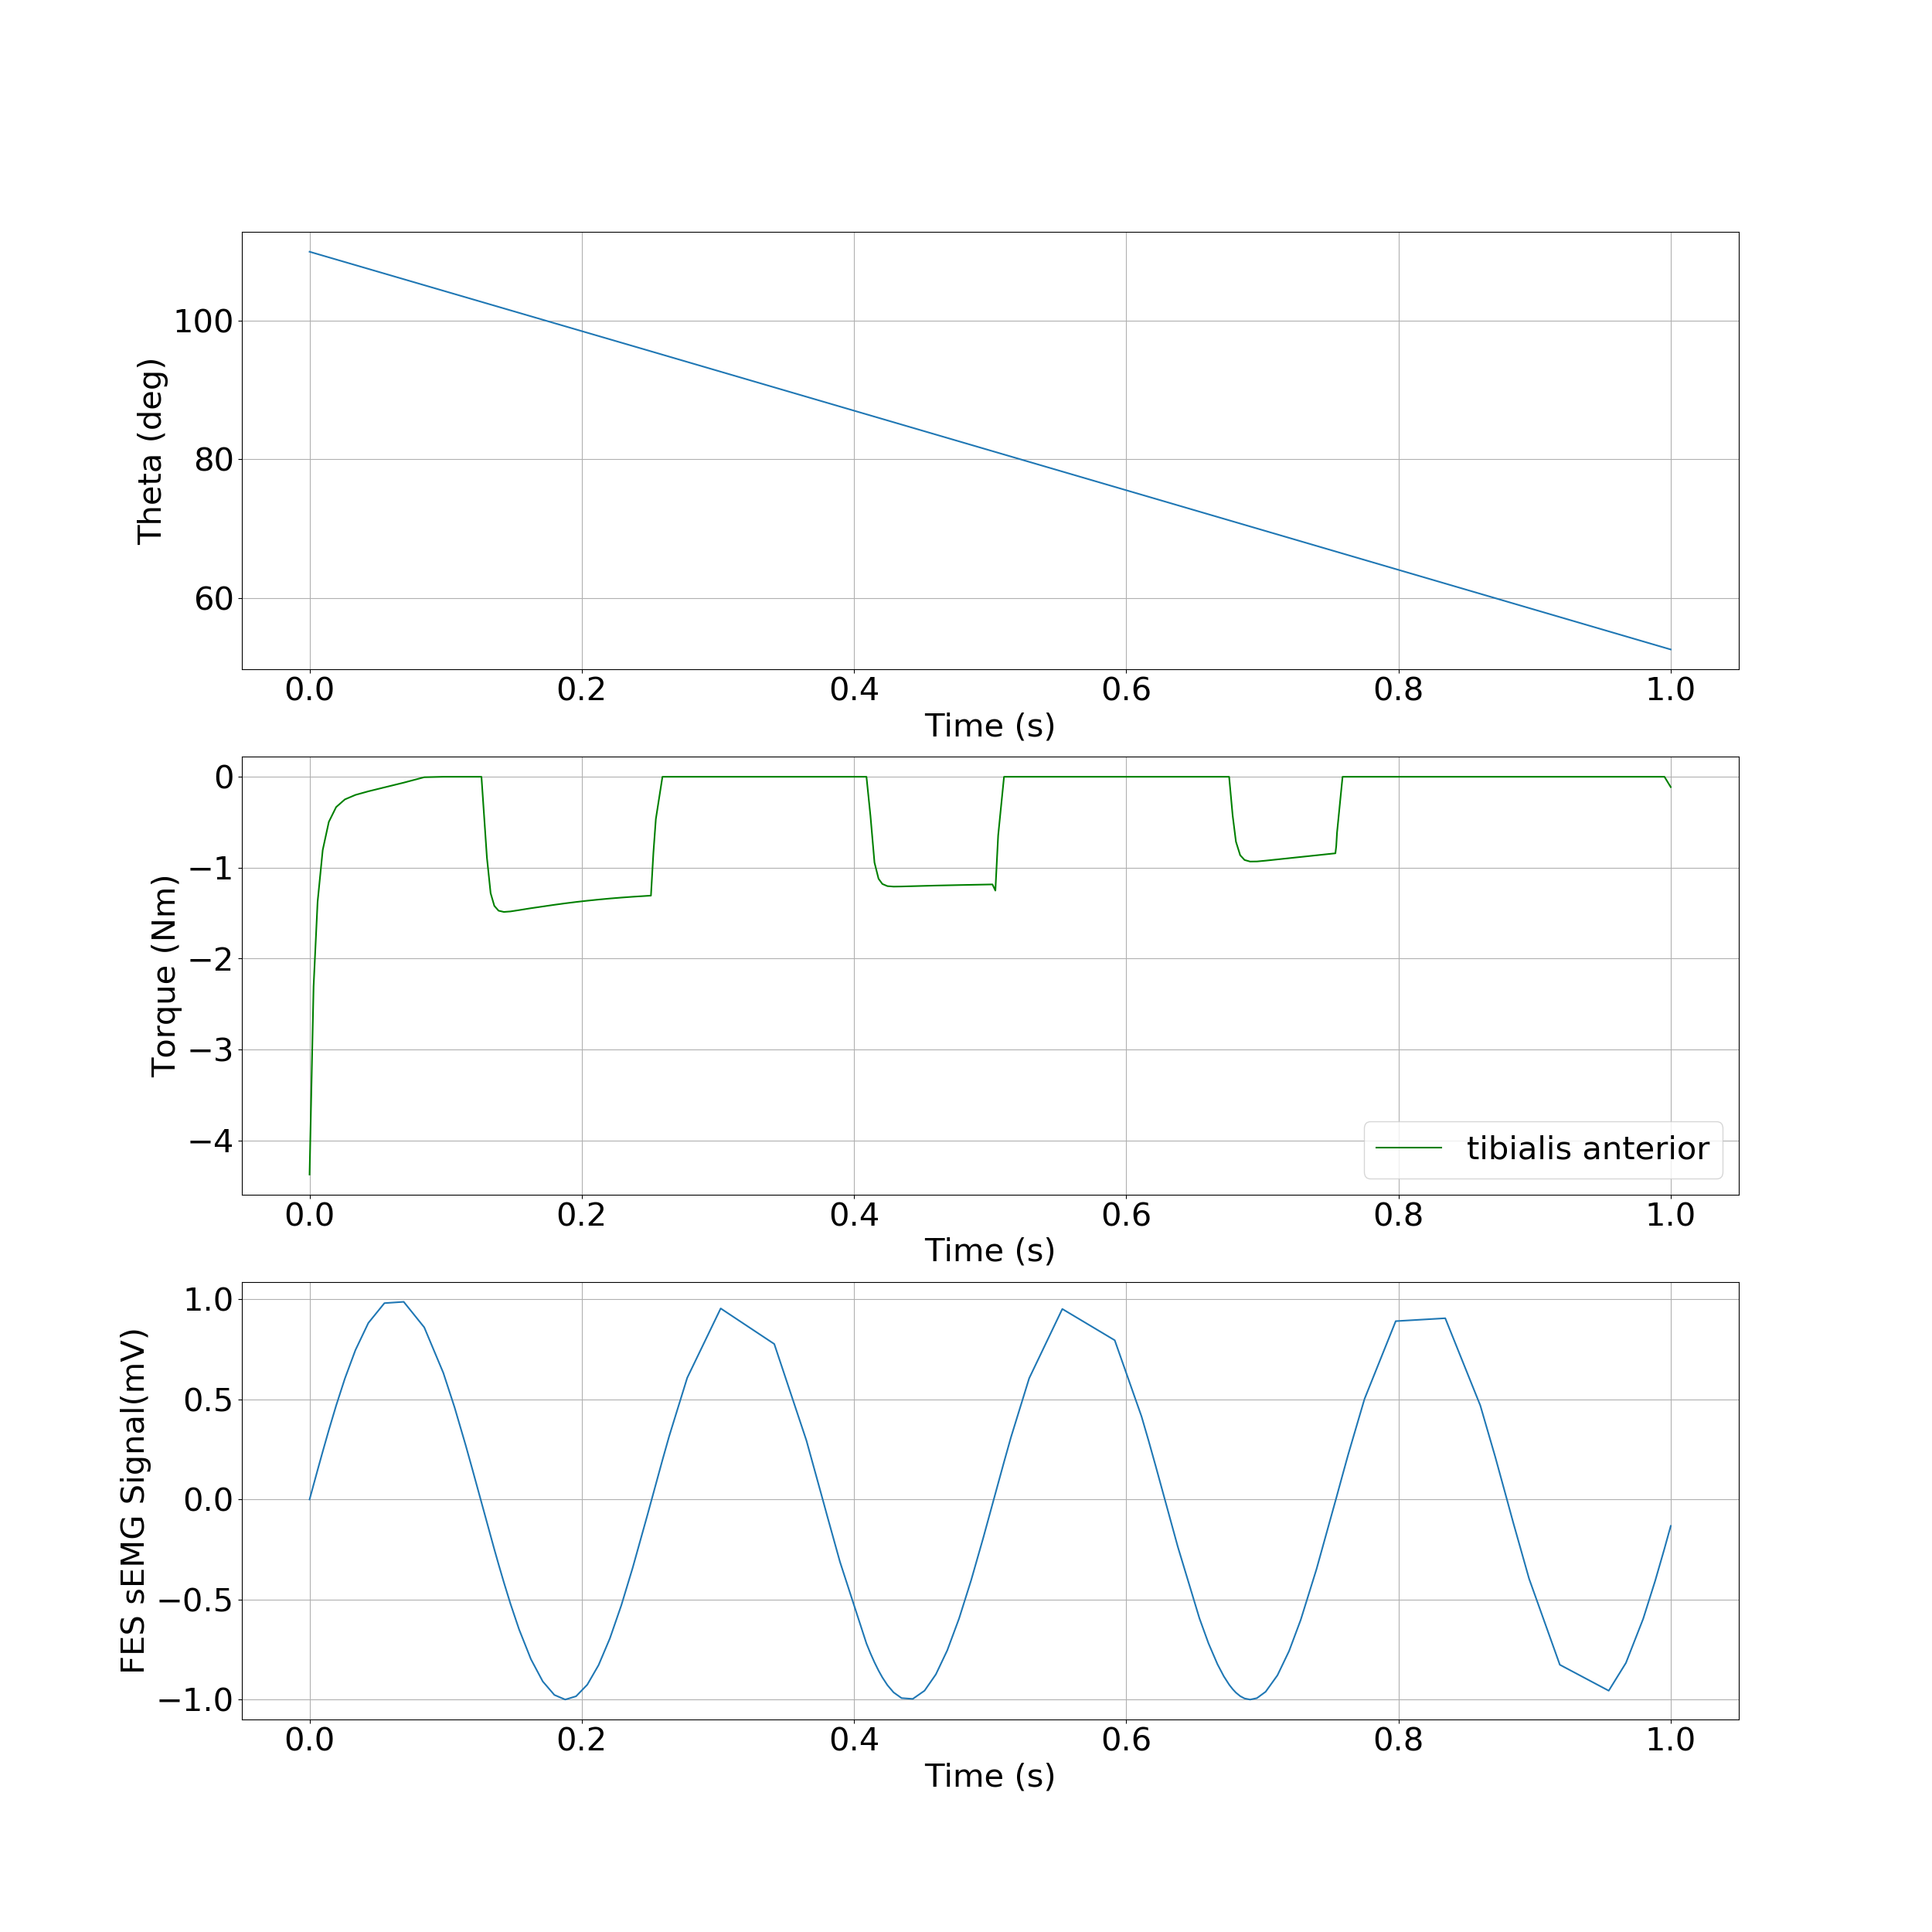 Theta (deg)
100
80
60
0.0 0.2 0.4 0.6 0.8 1.0
Time (s)
Torque (Nm)
0
−1
−2
−3
−4
tibialis anterior
0.0 0.2 0.4 0.6 0.8 1.0
Time (s)
FES sEMG Signal(mV)
1.0
0.5
0.0
−0.5
−1.0
0.0 0.2 0.4 0.6 0.8 1.0
Time (s)